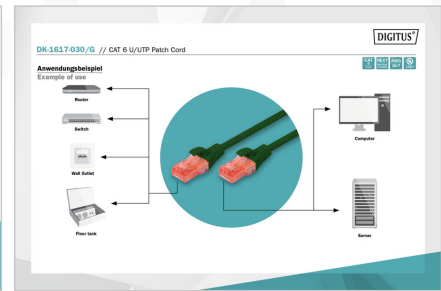 DIGITUS®
DK-1617-030/G // CAT 6 U/UTP Patch Cord
Anwendungsbeispiel
Example of use
Router
Switch
Wall Outlet
Floor tank
Computer
Server